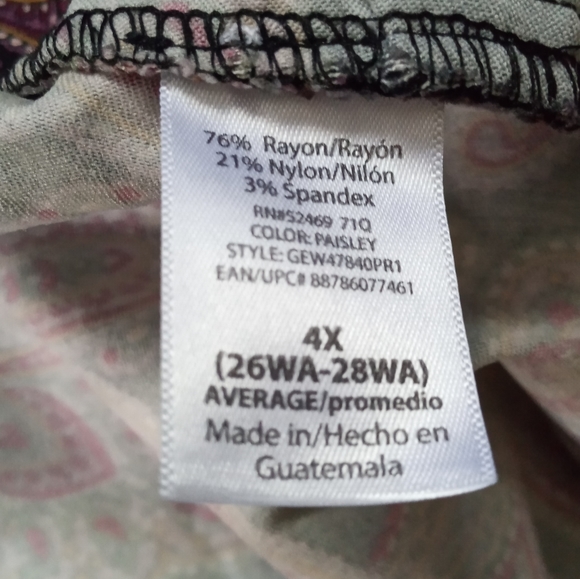 76% Rayon/Rayón
21% Nylon/Nilón
3% Spandex
RN#52469 71Q
COLOR: PAISLEY
STYLE: GEW47840PR1
EAN/UPC# 88786077461
4X
(26WA-28WA)
AVERAGE/promedio
Made in/Hecho en
Guatemala